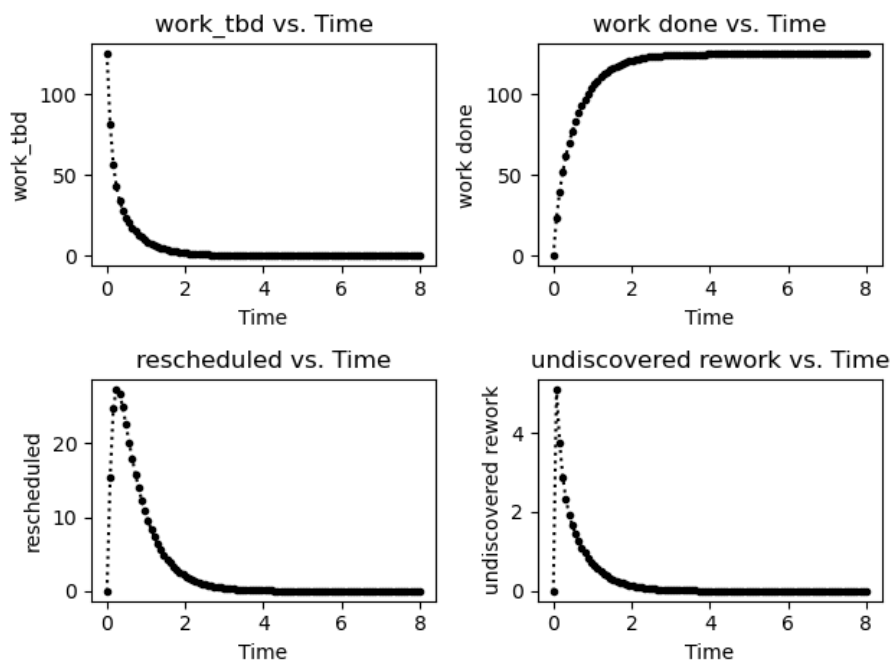 work_tbd vs. Time
work_tbd
100
50
0
0 2 4 6 8
Time
work done vs. Time
work done
100
50
0
0 2 4 6 8
Time
rescheduled vs. Time
rescheduled
20
10
0
0 2 4 6 8
Time
undiscovered rework vs. Time
undiscovered rework
4
2
0
0 2 4 6 8
Time